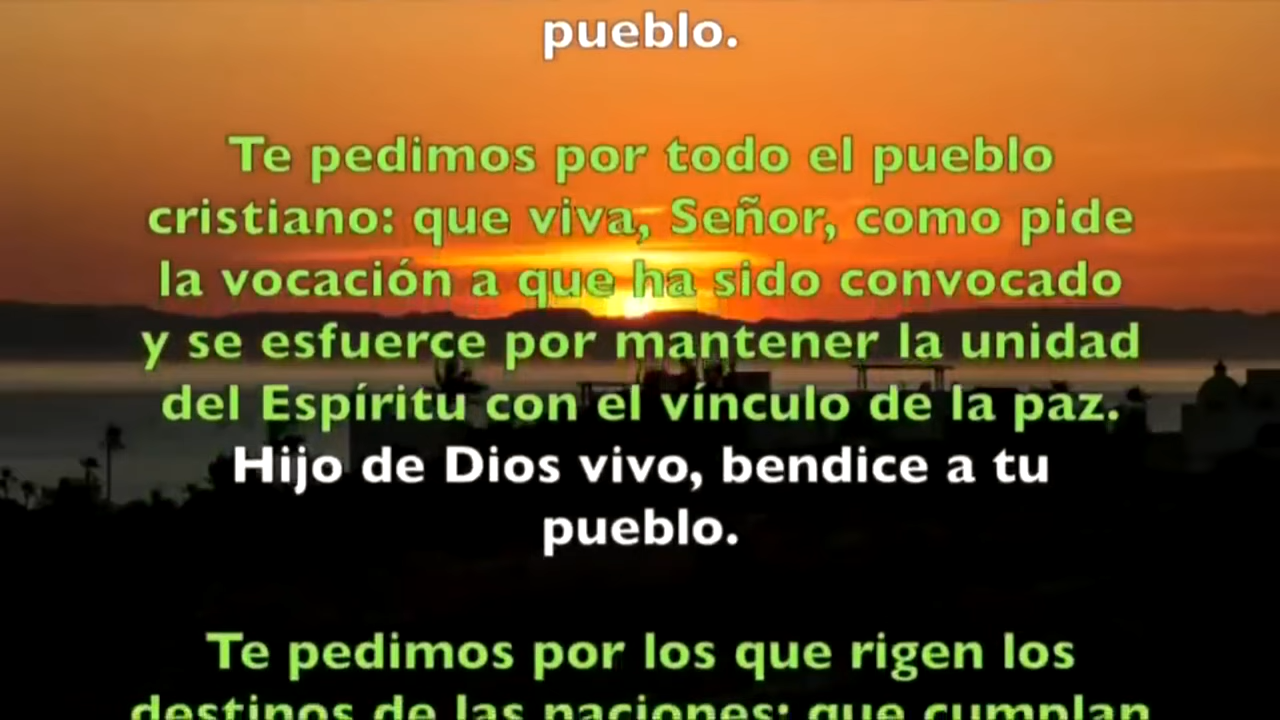 pueblo.
Te pedimos por todo el pueblo
cristiano: que viva, Señor, como pide
la vocación a que ha sido convocado
y se esfuerce por mantener la unidad
del Espíritu con el vínculo de la paz.
Hijo de Dios vivo, bendice a tu
pueblo.
Te pedimos por los que rigen los
destinos de las naciones: que cumplan